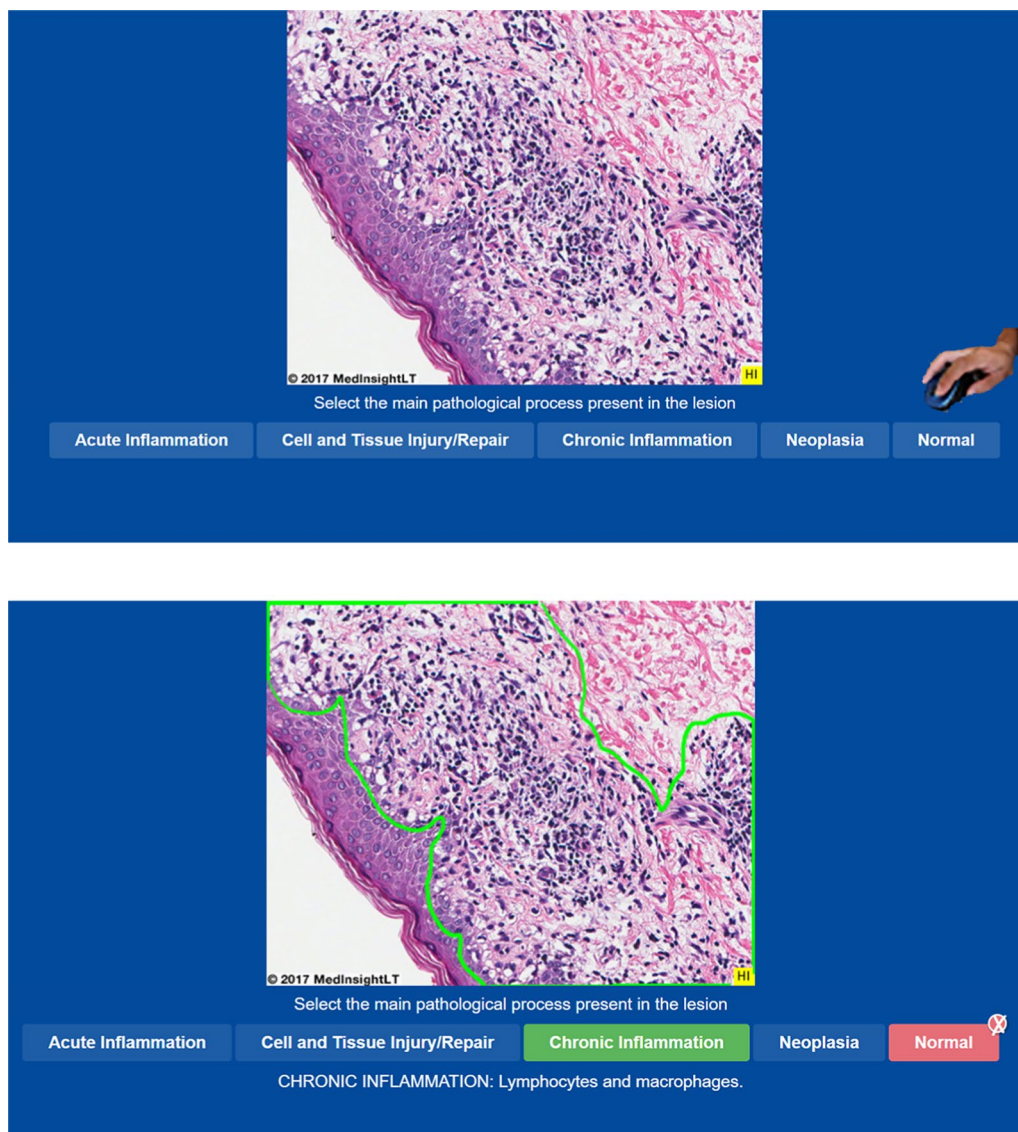 © 2017 MedInsightLT
HI
Select the main pathological process present in the lesion
Acute Inflammation
Cell and Tissue Injury/Repair
Chronic Inflammation
Neoplasia
Normal
© 2017 MedInsightLT
HI
Select the main pathological process present in the lesion
Acute Inflammation
Cell and Tissue Injury/Repair
Chronic Inflammation
Neoplasia
Normal
X
CHRONIC INFLAMMATION: Lymphocytes and macrophages.